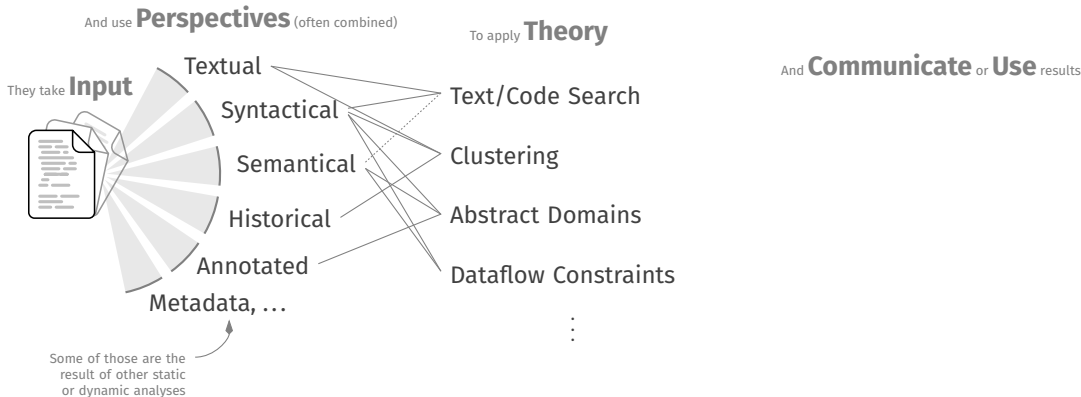 And use Perspectives (often combined)
To apply Theory
And Communicate or Use results
They take Input
Textual
Syntactical
Semantical
Historical
Annotated
Metadata, ...
Text/Code Search
Clustering
Abstract Domains
Dataflow Constraints
⋮
Some of those are the
result of other static
or dynamic analyses